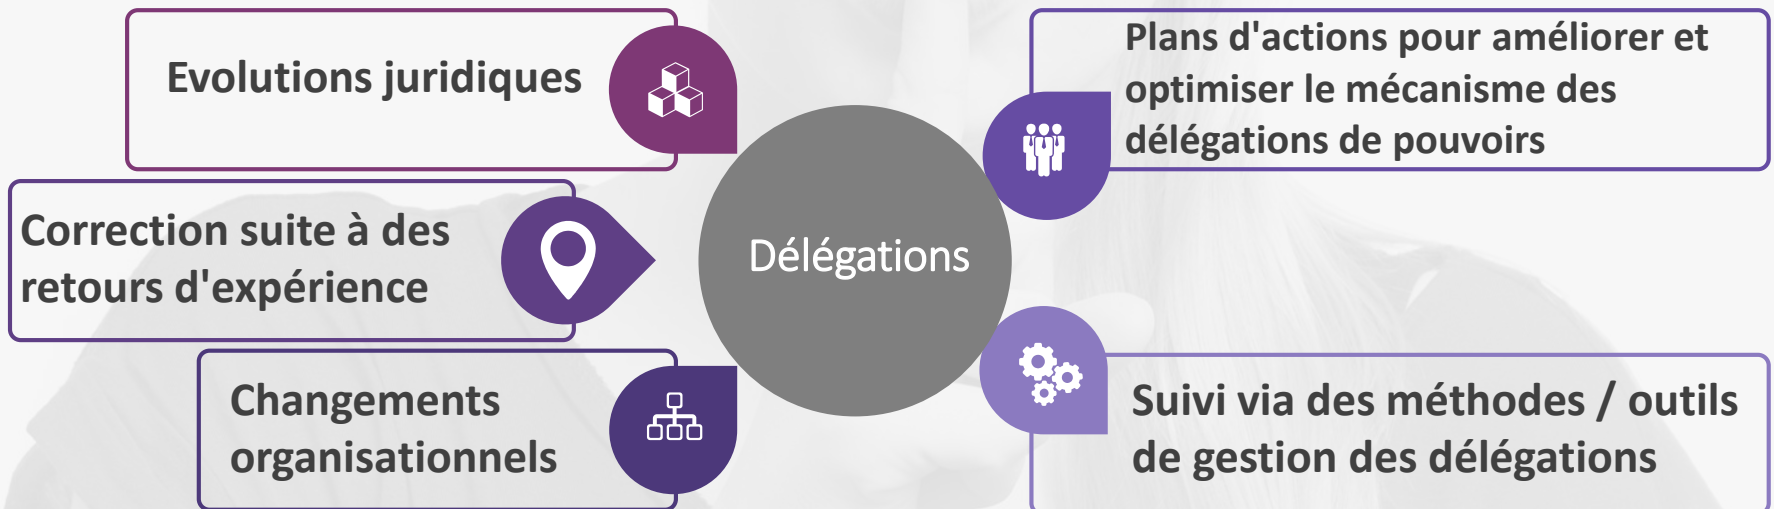 Evolutions juridiques
Correction suite à des
retours d'expérience
Changements
organisationnels
Délégations
Plans d'actions pour améliorer et
optimiser le mécanisme des
délégations de pouvoirs
Suivi via des méthodes / outils
de gestion des délégations